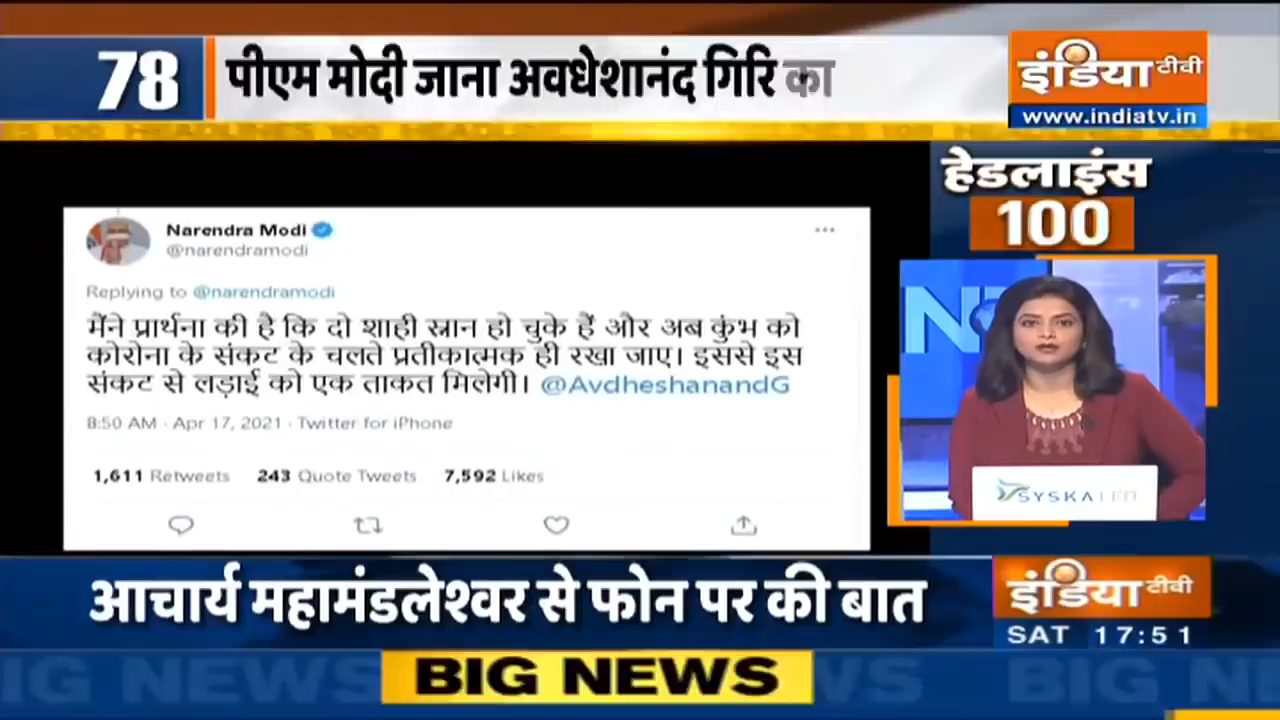 78
पीएम मोदी जाना अवधेशानंद गिरि का
इंडिया टीवी
www.indiatv.in
हेडलाइंस
100
Narendra Modi
@narendramodi
Replying to @narendramodi
मैंने प्रार्थना की है कि दो शाही स्नान हो चुके हैं और अब कुंभ को
कोरोना के संकट के चलते प्रतीकात्मक ही रखा जाए। इससे इस
संकट से लड़ाई को एक ताकत मिलेगी। @AvdheshanandG
8:50 AM · Apr 17, 2021 · Twitter for iPhone
1,611 Retweets 243 Quote Tweets 7,592 Likes
SYSKA LED
आचार्य महामंडलेश्वर से फोन पर की बात
इंडिया टीवी
SAT 17:51
BIG NEWS